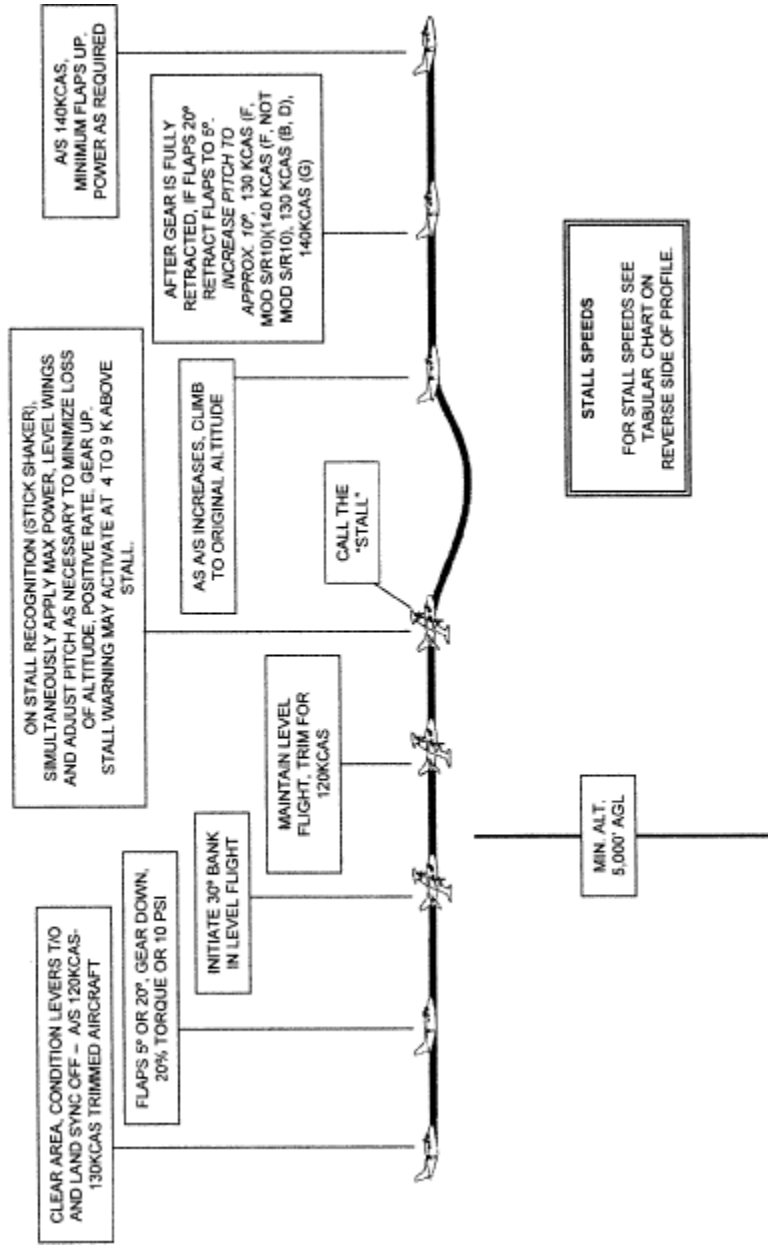 CLEAR AREA, CONDITION LEVERS T/O
AND LAND SYNC OFF – A/S 120KCAS-
130KCAS TRIMMED AIRCRAFT
FLAPS 5º OR 20º, GEAR DOWN,
20% TORQUE OR 10 PSI
INITIATE 30º BANK
IN LEVEL FLIGHT
MAINTAIN LEVEL
FLIGHT, TRIM FOR
120KCAS
ON STALL RECOGNITION (STICK SHAKER),
SIMULTANEOUSLY APPLY MAX POWER, LEVEL WINGS
AND ADJUST PITCH AS NECESSARY TO MINIMIZE LOSS
OF ALTITUDE, POSITIVE RATE, GEAR UP.
STALL WARNING MAY ACTIVATE AT 4 TO 9 K ABOVE
STALL.
CALL THE
"STALL"
AS A/S INCREASES, CLIMB
TO ORIGINAL ALTITUDE
AFTER GEAR IS FULLY
RETRACTED, IF FLAPS 20º
RETRACT FLAPS TO 5º.
INCREASE PITCH TO
APPROX. 10º, 130 KCAS (F,
MOD S/R10)(140 KCAS (F, NOT
MOD S/R10), 130 KCAS (B, D),
140KCAS (G)
A/S 140KCAS,
MINIMUM FLAPS UP,
POWER AS REQUIRED
MIN. ALT.
5,000' AGL
STALL SPEEDS
FOR STALL SPEEDS SEE
TABULAR CHART ON
REVERSE SIDE OF PROFILE.